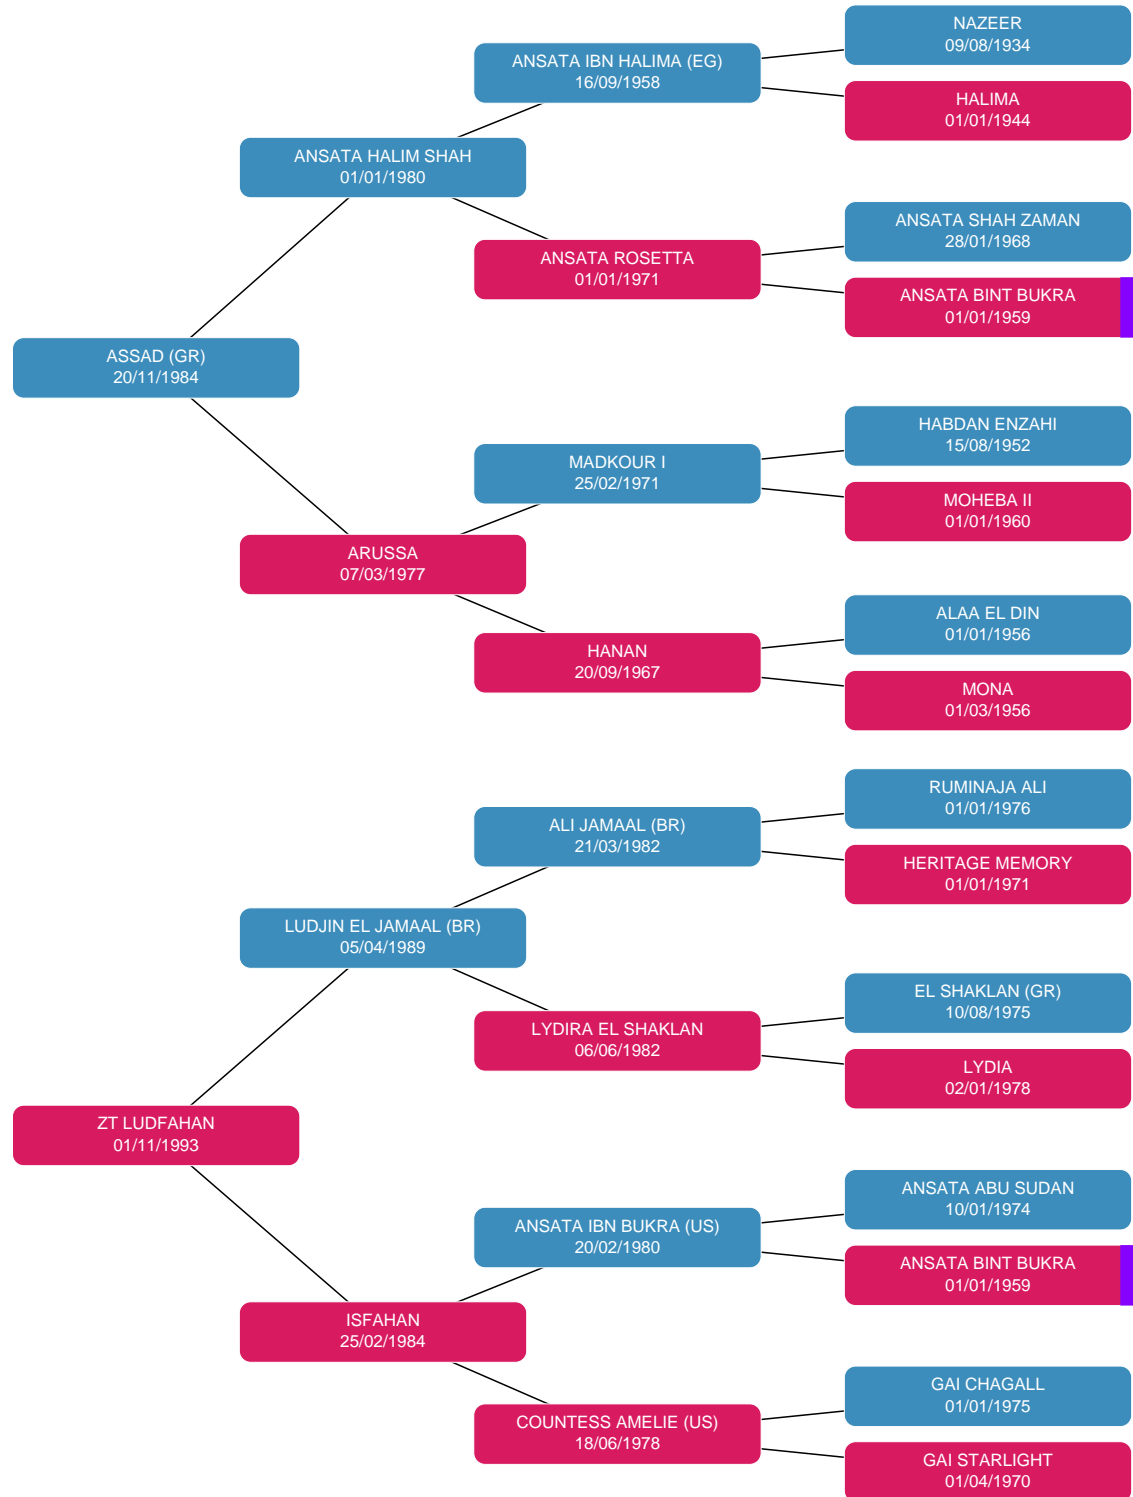 NAZEER
09/08/1934
ANSATA IBN HALIMA (EG)
16/09/1958
HALIMA
01/01/1944
ANSATA HALIM SHAH
01/01/1980
ANSATA SHAH ZAMAN
28/01/1968
ANSATA ROSETTA
01/01/1971
ANSATA BINT BUKRA
01/01/1959
ASSAD (GR)
20/11/1984
HABDAN ENZAHI
15/08/1952
MADKOUR I
25/02/1971
MOHEBA II
01/01/1960
ARUSSA
07/03/1977
ALAA EL DIN
01/01/1956
HANAN
20/09/1967
MONA
01/03/1956
RUMINAJA ALI
01/01/1976
ALI JAMAAL (BR)
21/03/1982
HERITAGE MEMORY
01/01/1971
LUDJIN EL JAMAAL (BR)
05/04/1989
EL SHAKLAN (GR)
10/08/1975
LYDIRA EL SHAKLAN
06/06/1982
LYDIA
02/01/1978
ZT LUDFAHAN
01/11/1993
ANSATA ABU SUDAN
10/01/1974
ANSATA IBN BUKRA (US)
20/02/1980
ANSATA BINT BUKRA
01/01/1959
ISFAHAN
25/02/1984
GAI CHAGALL
01/01/1975
COUNTESS AMELIE (US)
18/06/1978
GAI STARLIGHT
01/04/1970